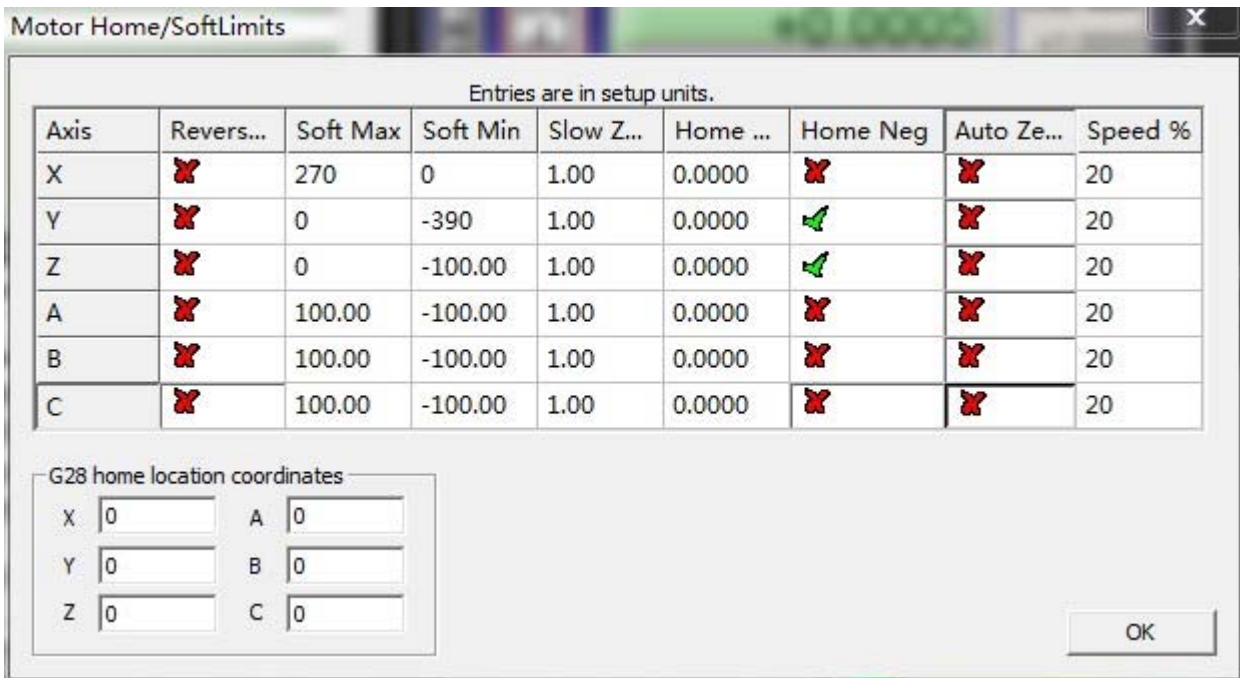 Motor Home/SoftLimits
+0.0005
Entries are in setup units.
Axis Revers... Soft Max Soft Min Slow Z... Home ... Home Neg Auto Ze... Speed %
X 270 0 1.00 0.0000 20
Y 0 -390 1.00 0.0000 20
Z 0 -100.00 1.00 0.0000 20
A 100.00 -100.00 1.00 0.0000 20
B 100.00 -100.00 1.00 0.0000 20
C 100.00 -100.00 1.00 0.0000 20
G28 home location coordinates
X 0 A 0
Y 0 B 0
Z 0 C 0
OK